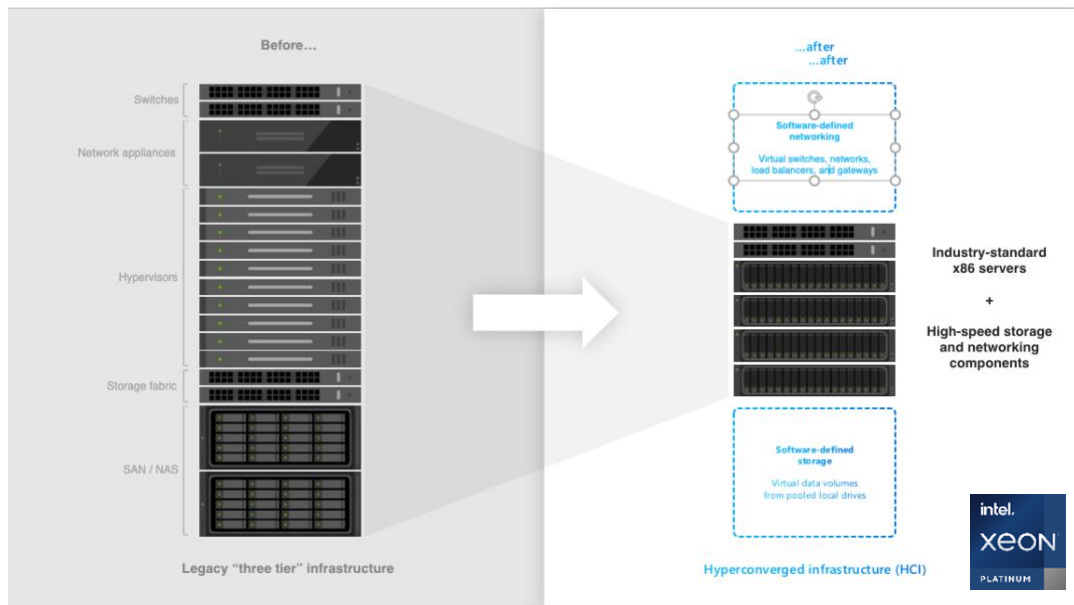 Before...
Switches
Network appliances
Hypervisors
Storage fabric
SAN / NAS
Legacy “three tier” infrastructure
...after
...after
Software-defined
networking
Virtual switches, networks,
load balancers, and gateways
Industry-standard
x86 servers
+
High-speed storage
and networking
components
Software-defined
storage
Virtual data volumes
from pooled local drives
Hyperconverged infrastructure (HCI)
intel.
xeon
PLATINUM